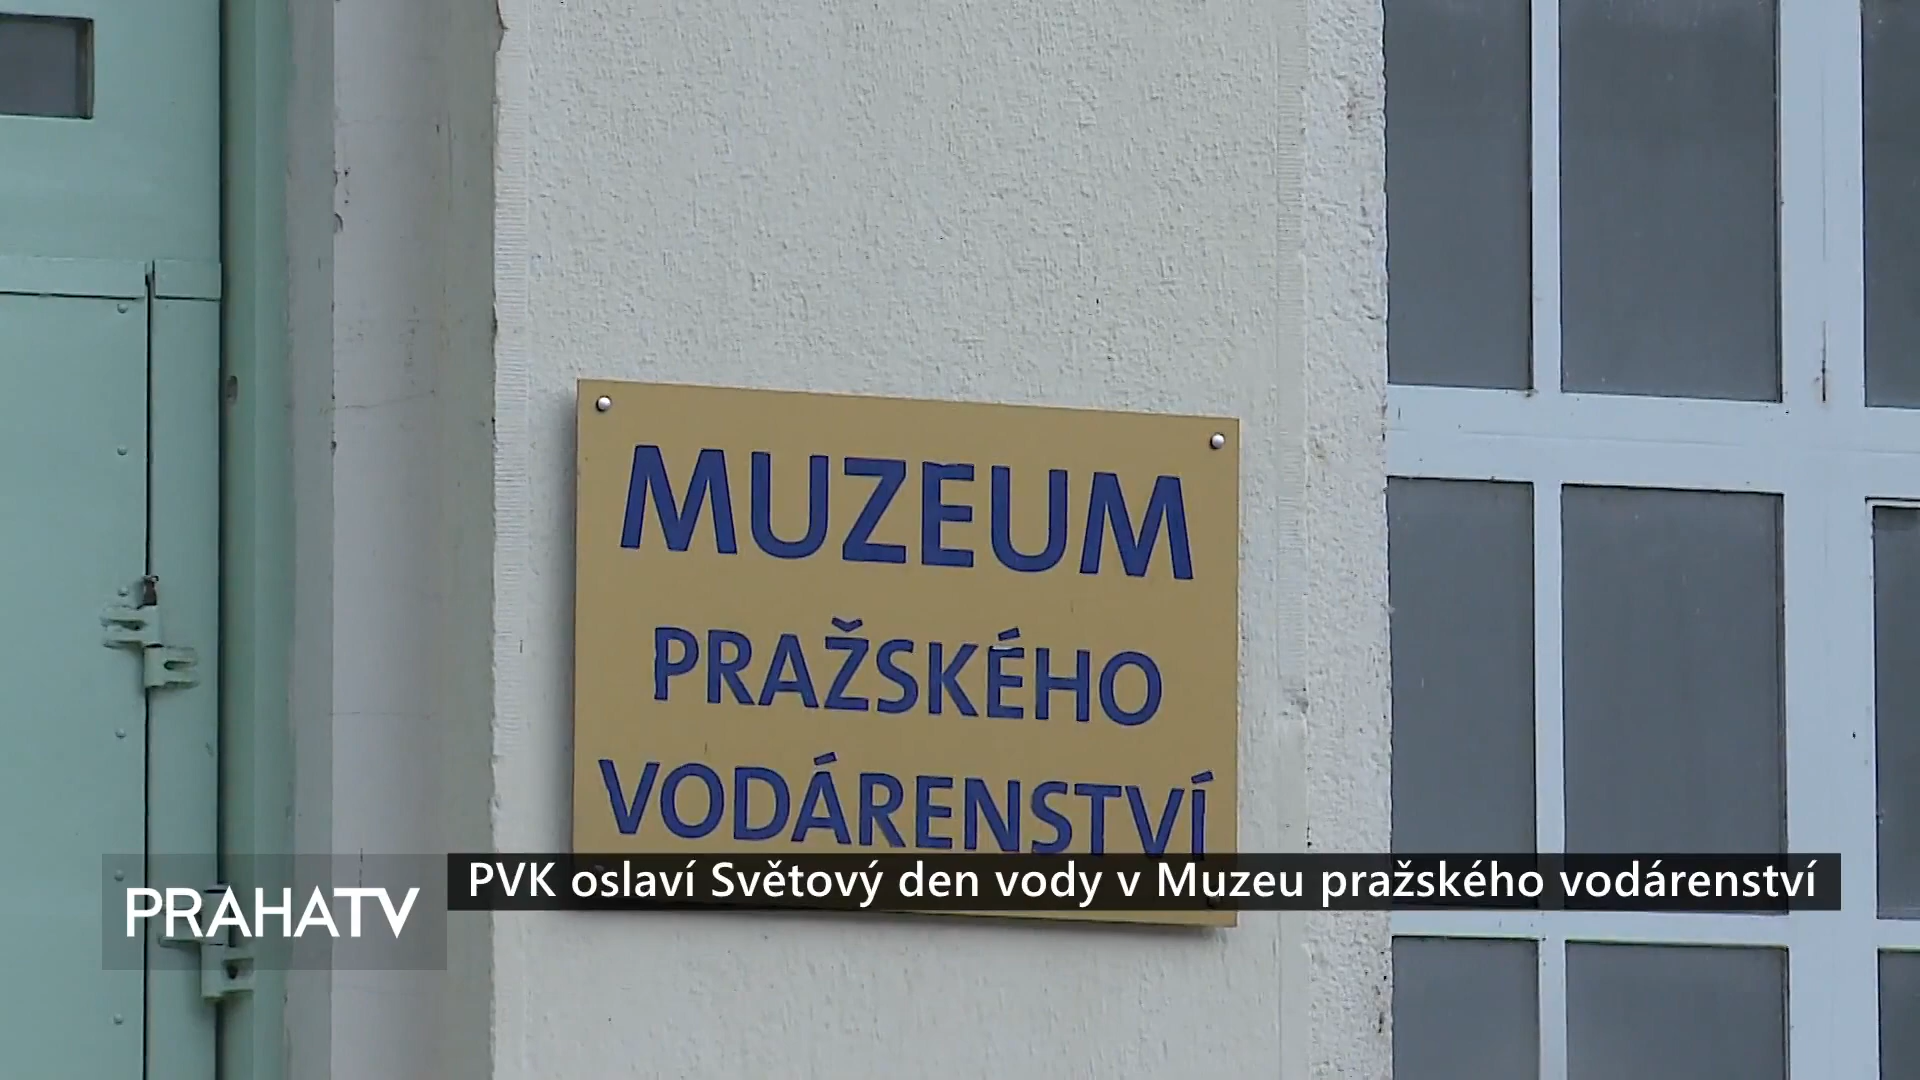 MUZEUM
PRAŽSKÉHO
VODÁRENSTVÍ
PVK oslaví Světový den vody v Muzeu pražského vodárenství
PRAHATV